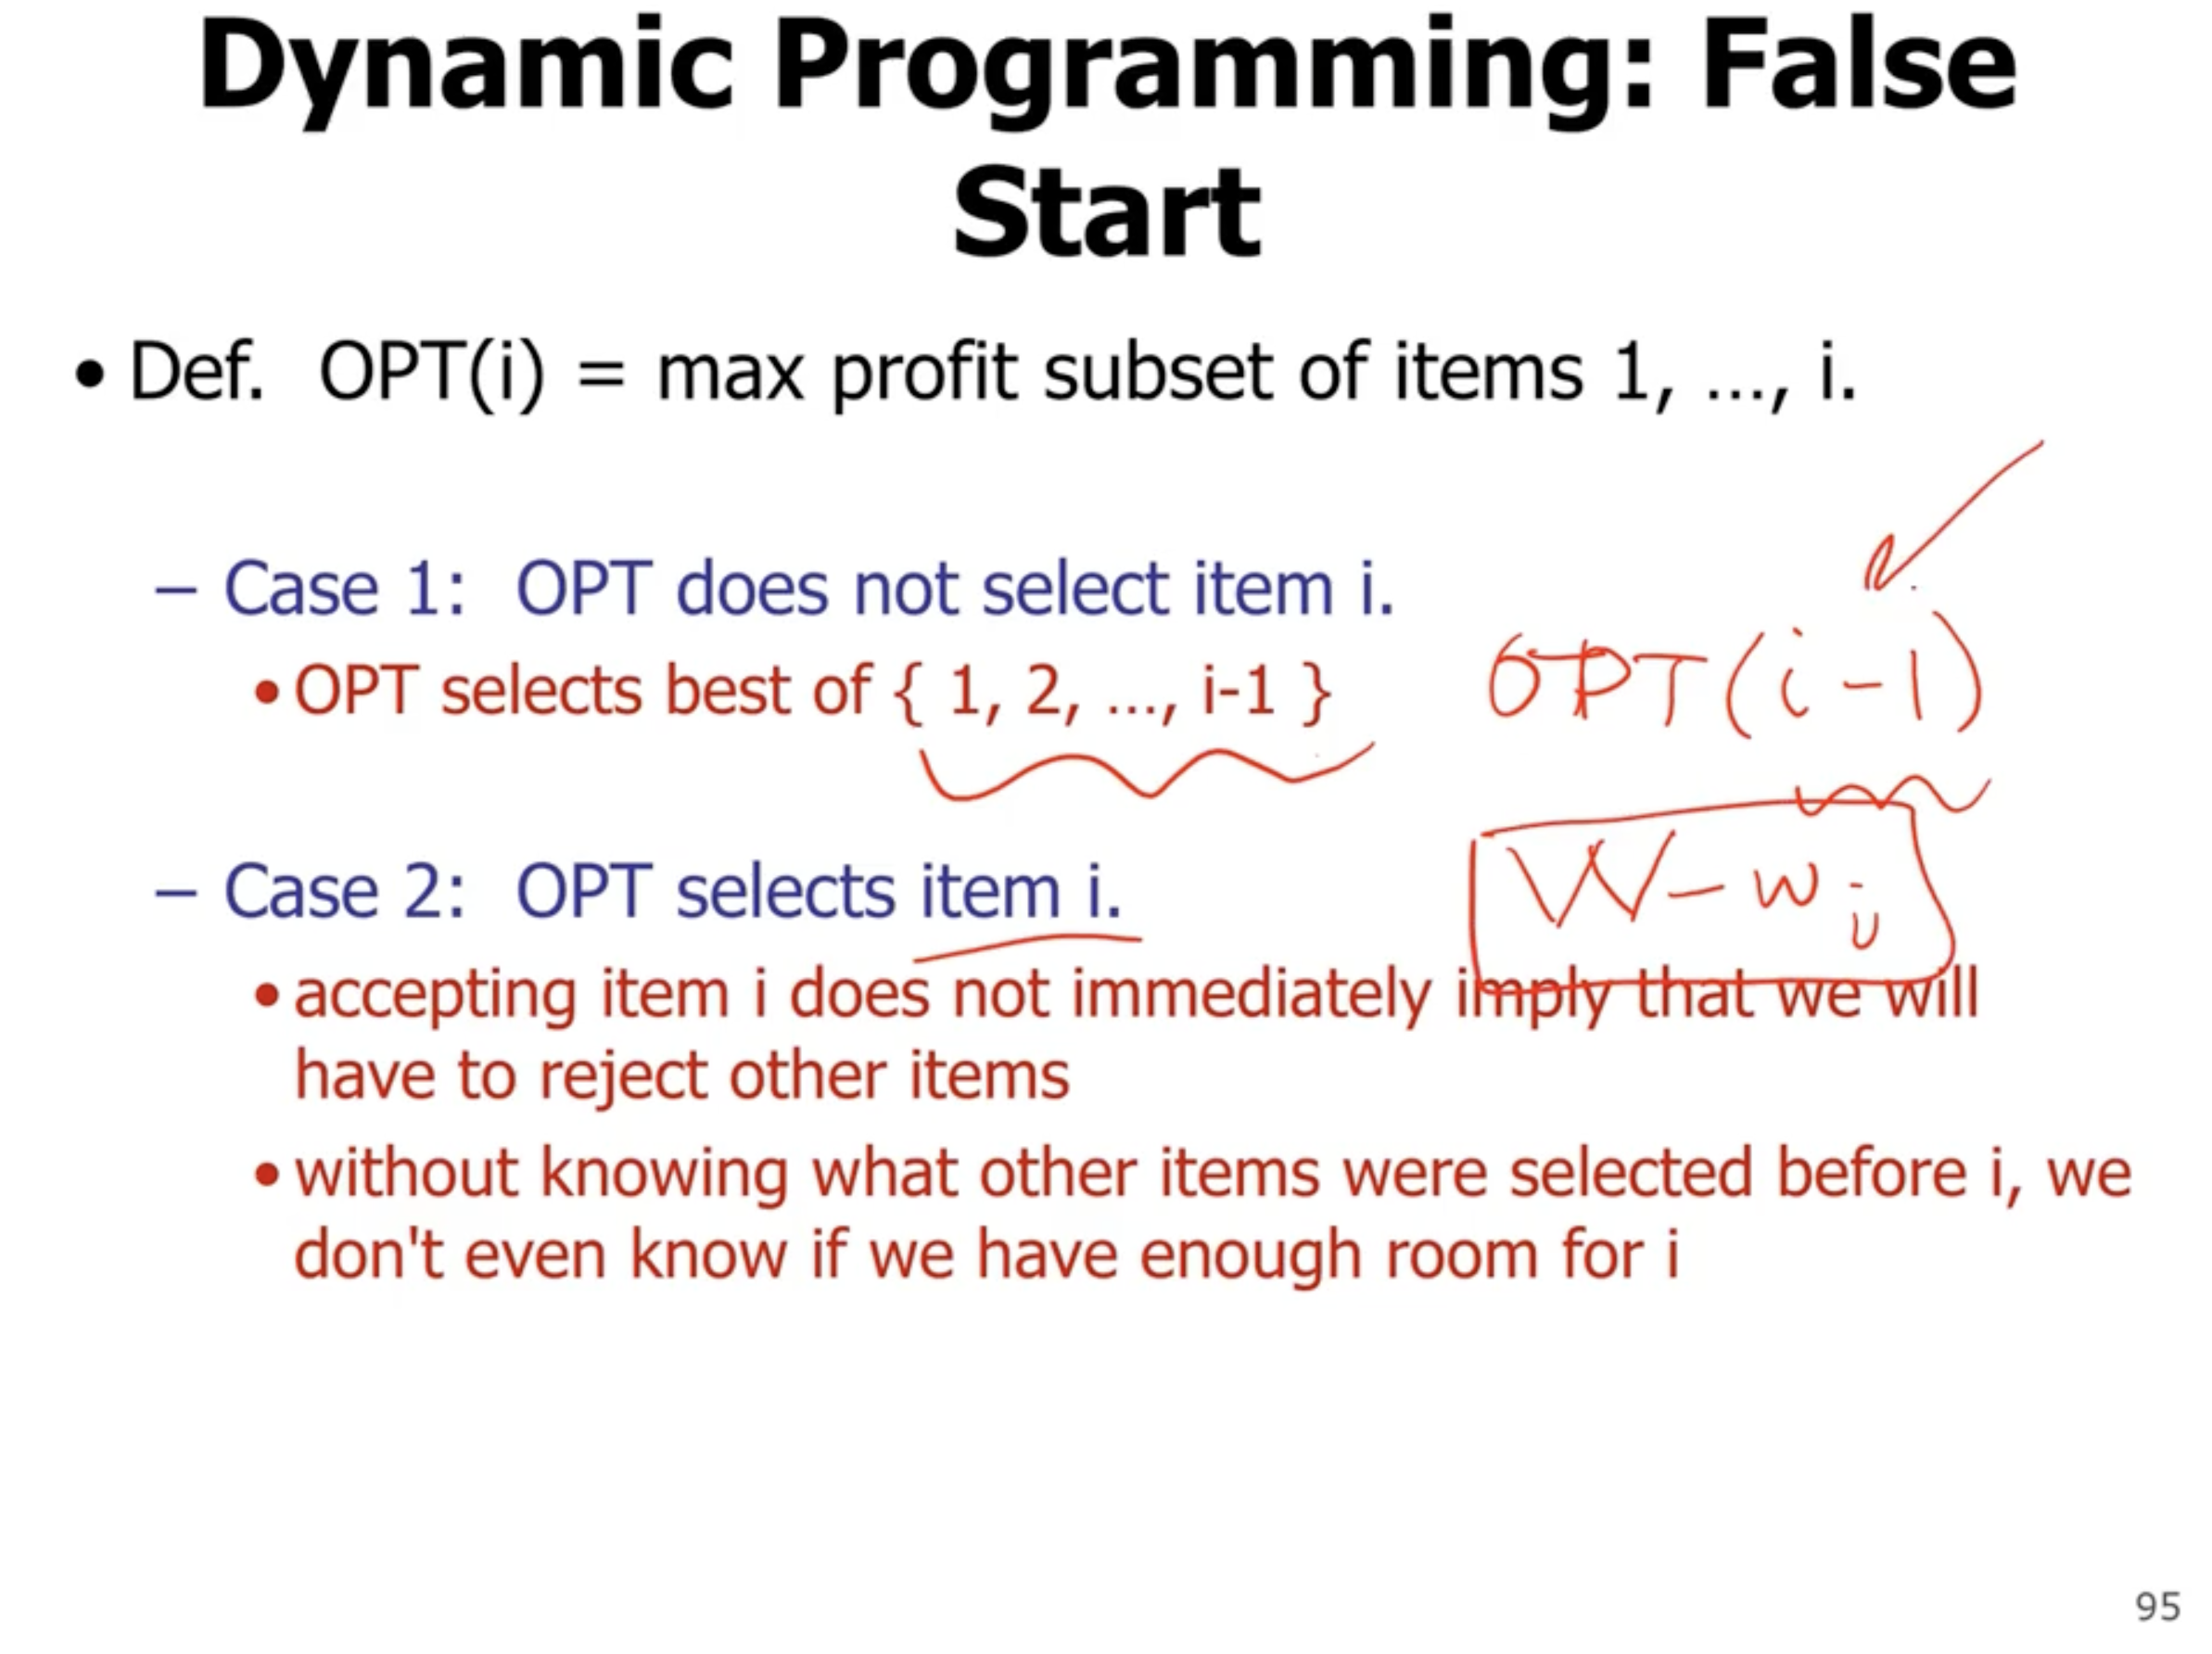 Dynamic Programming: False
Start
• Def. OPT(i) = max profit subset of items 1, …, i.
– Case 1: OPT does not select item i.
• OPT selects best of { 1, 2, …, i-1 }
OPT(i-1)
– Case 2: OPT selects item i.
W-wi
• accepting item i does not immediately imply that we will
have to reject other items
• without knowing what other items were selected before i, we
don't even know if we have enough room for i
95